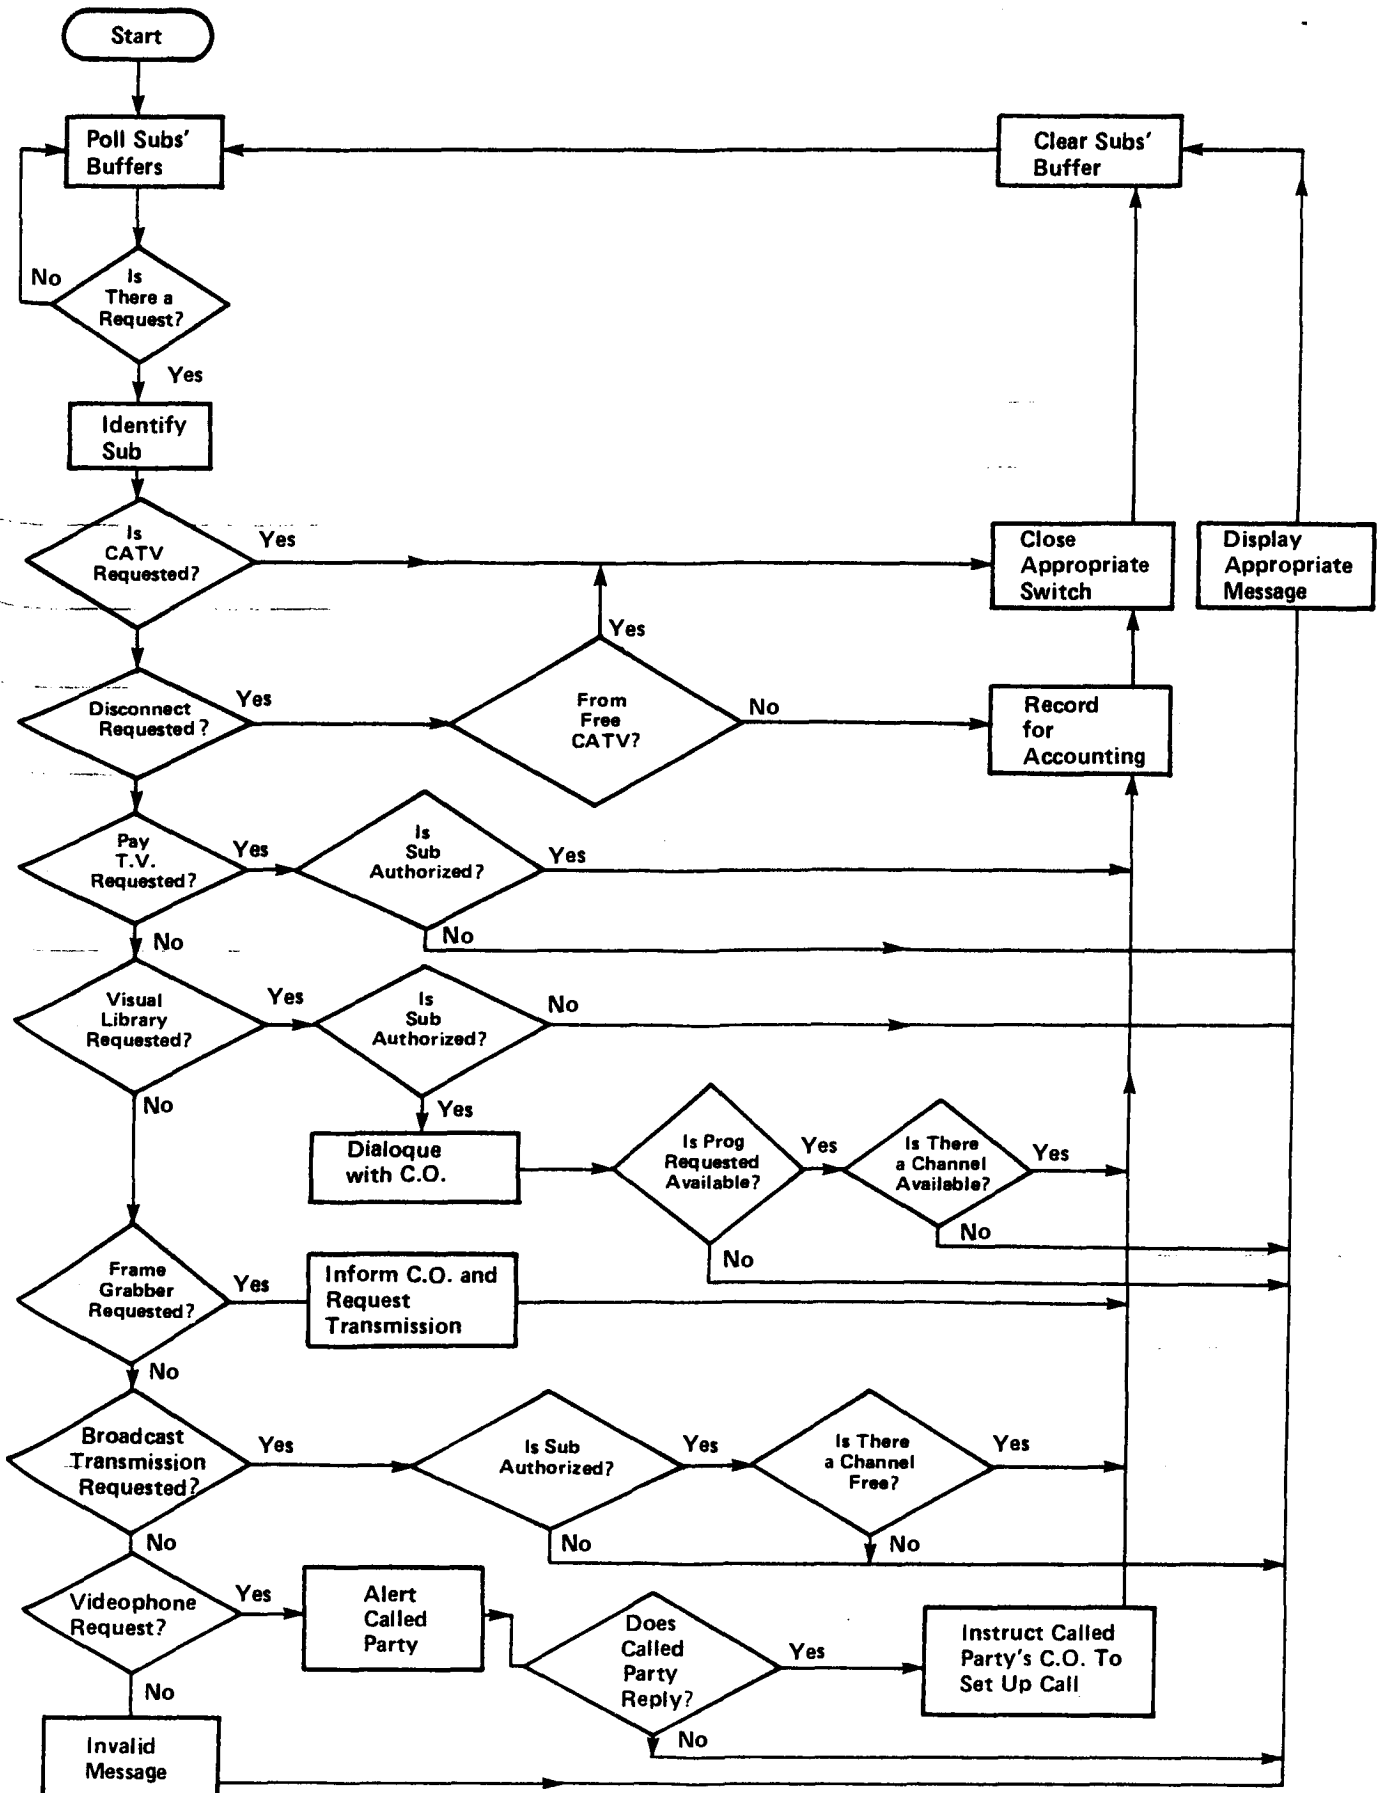 Start
Poll Subs'
Buffers
Clear Subs'
Buffer
No
Is
There a
Request?
Yes
Identify
Sub
Is
CATV
Requested?
Yes
Close
Appropriate
Switch
Display
Appropriate
Message
Yes
Disconnect
Requested?
Yes
From
Free
CATV?
No
Record
for
Accounting
Pay
T.V.
Requested?
Yes
Is
Sub
Authorized?
Yes
No
No
Visual
Library
Requested?
Yes
Is
Sub
Authorized?
No
No
Yes
Dialoque
with C.O.
Is Prog
Requested
Available?
Yes
Is There
a Channel
Available?
Yes
No
No
Frame
Grabber
Requested?
Yes
Inform C.O. and
Request
Transmission
No
Broadcast
Transmission
Requested?
Yes
Is Sub
Authorized?
Yes
Is There
a Channel
Free?
Yes
No
No
No
Videophone
Request?
Yes
Alert
Called
Party
Does
Called
Party
Reply?
Yes
Instruct Called
Party's C.O. To
Set Up Call
No
No
Invalid
Message